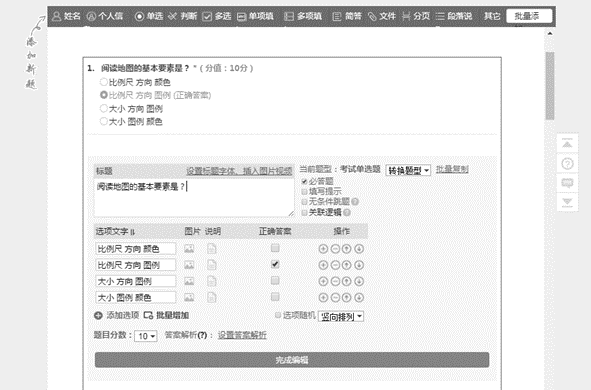 姓名 个人信 单选 判断 多选 单项填 多项填 简答 文件 分页 段落说 其它 批量添
添加新题
1. 阅读地图的基本要素是？ *（分值：10分）
比例尺 方向 颜色
比例尺 方向 图例 (正确答案)
大小 方向 图例
大小 图例 颜色
标题 设置标题字体、插入图片视频 当前题型：考试单选题 转换题型 批量复制
阅读地图的基本要素是？
必答题
填写提示
无条件跳题
关联逻辑
选项文字 图片 说明 正确答案 操作
比例尺 方向 颜色
比例尺 方向 图例
大小 方向 图例
大小 图例 颜色
添加选项 批量增加 选项随机 竖向排列
题目分数：10 答案解析(?)： 设置答案解析
完成编辑